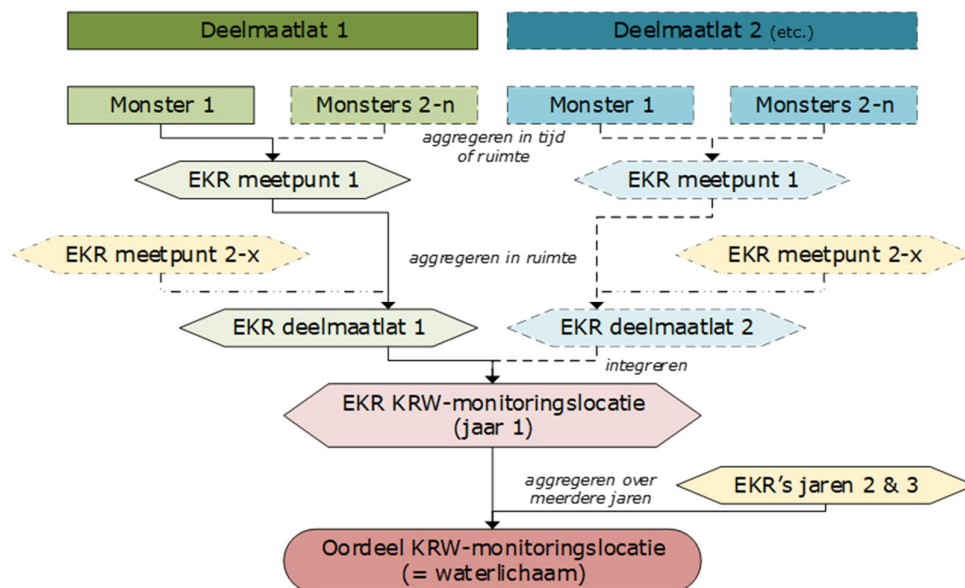 Deelmaatlat 1
Deelmaatlat 2 (etc.)
Monster 1
Monsters 2-n
Monster 1
Monsters 2-n
aggregeren in tijd
of ruimte
EKR meetpunt 1
EKR meetpunt 1
EKR meetpunt 2-x
aggregeren in ruimte
EKR meetpunt 2-x
EKR deelmaatlat 1
EKR deelmaatlat 2
integreren
EKR KRW-monitoringslocatie
(jaar 1)
aggregeren over
meerdere jaren
EKR's jaren 2 & 3
Oordeel KRW-monitoringslocatie
(= waterlichaam)